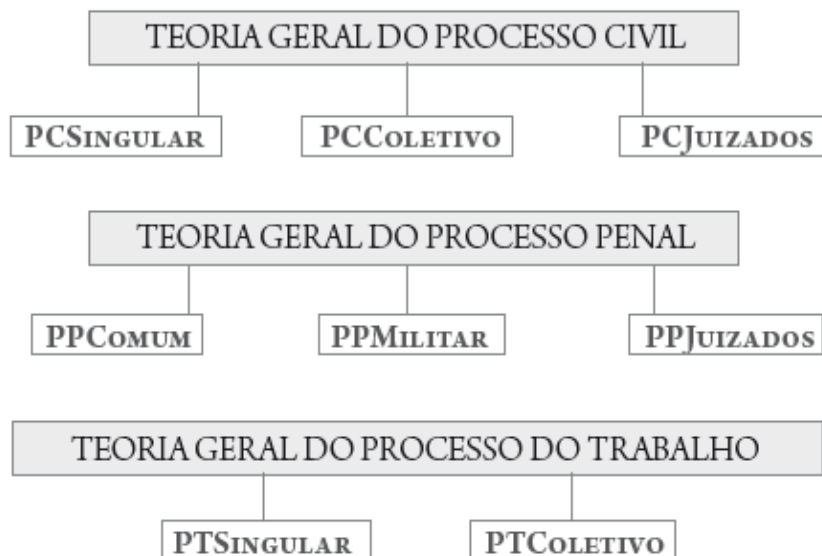 TEORIA GERAL DO PROCESSO CIVIL
PCSingular PCColetivo PCJuizados
TEORIA GERAL DO PROCESSO PENAL
PPComum PPMilitar PPJuizados
TEORIA GERAL DO PROCESSO DO TRABALHO
PTSingular PTColetivo